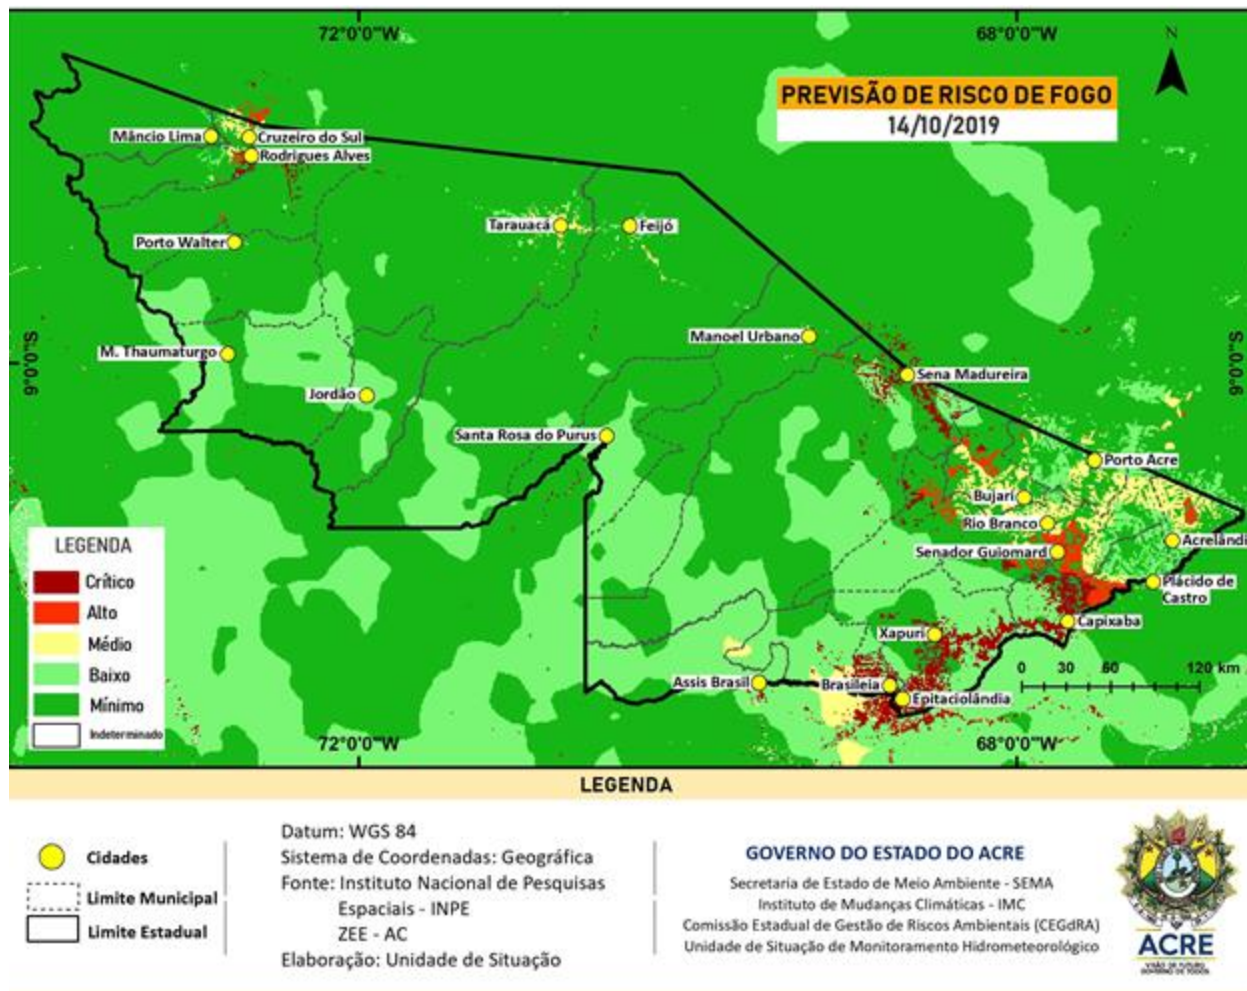 72°0'0"W
68°0'0"W
N
PREVISÃO DE RISCO DE FOGO
14/10/2019
Mâncio Lima
Cruzeiro do Sul
Rodrigues Alves
Tarauacá
Feijó
Porto Walter
9°0'0"S
M. Thaumaturgo
Manoel Urbano
9°0'0"S
Jordão
Sena Madureira
Santa Rosa do Purus
Porto Acre
Bujari
Rio Branco
Senador Guiomard
Acrelândi
Plácido de
Castro
Capixaba
Xapuri
Assis Brasil
Brasileia
Epitaciolândia
0 30 60 120 km
LEGENDA
Crítico
Alto
Médio
Baixo
Mínimo
Indeterminado
72°0'0"W
68°0'0"W
LEGENDA
Cidades
Limite Municipal
Limite Estadual
Datum: WGS 84
Sistema de Coordenadas: Geográfica
Fonte: Instituto Nacional de Pesquisas
Espaciais - INPE
ZEE - AC
Elaboração: Unidade de Situação
GOVERNO DO ESTADO DO ACRE
Secretaria de Estado de Meio Ambiente - SEMA
Instituto de Mudanças Climáticas - IMC
Comissão Estadual de Gestão de Riscos Ambientais (CEGdRA)
Unidade de Situação de Monitoramento Hidrometeorológico
ACRE